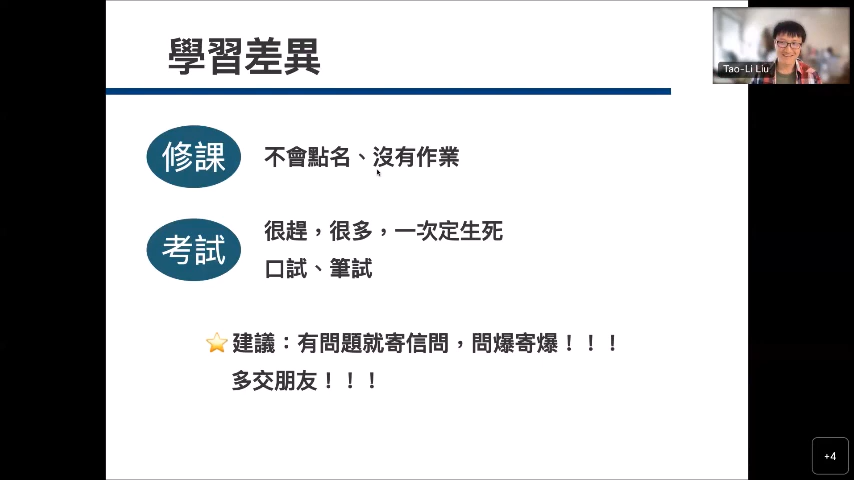 學習差異
Tao-Li Liu
修課
不會點名、沒有作業
考試
很趕，很多，一次定生死
口試、筆試
⭐建議：有問題就寄信問，問爆寄爆！！！
多交朋友！！！
+4